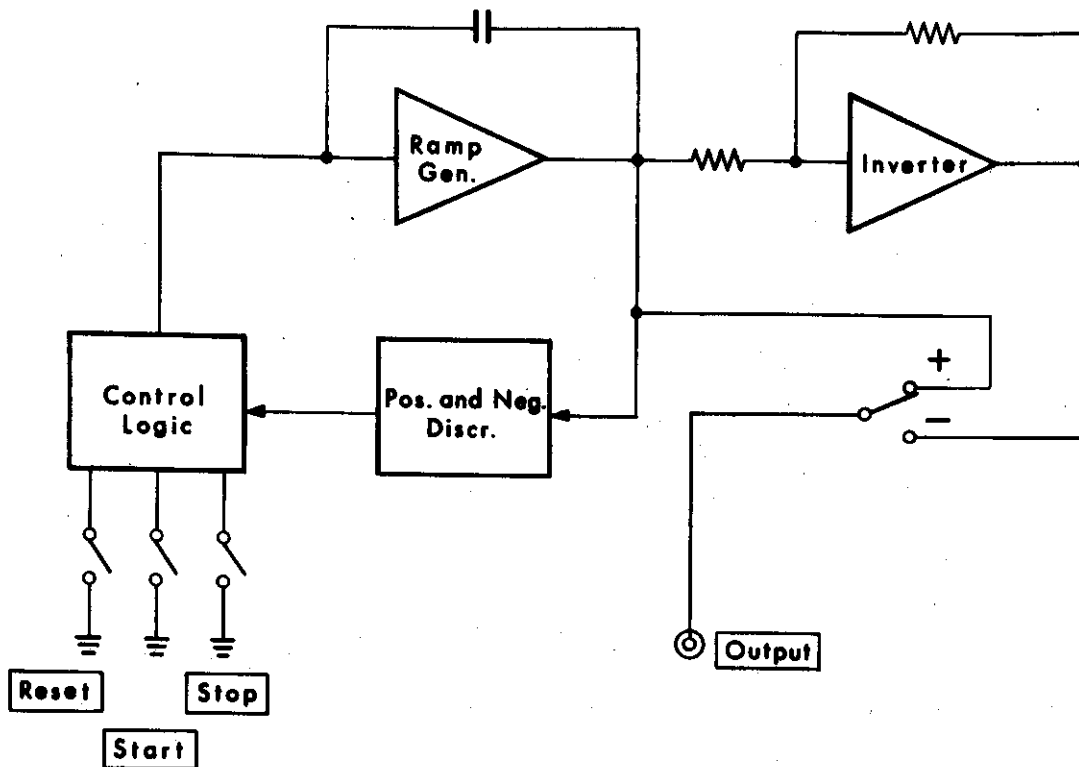 Ramp
Gen.
Inverter
+
−
Control
Logic
Pos. and Neg.
Discr.
Reset
Start
Stop
Output